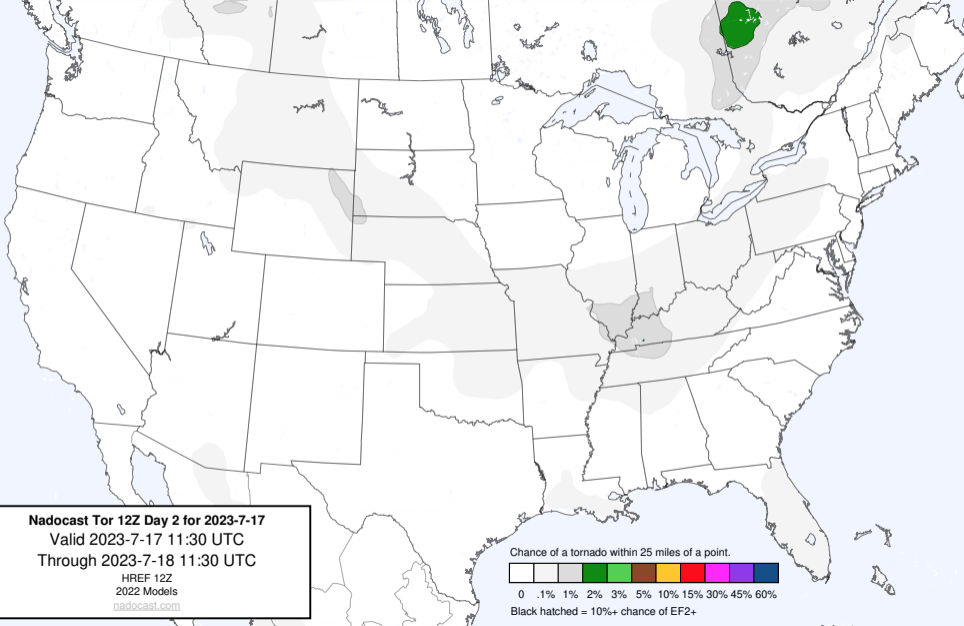 Nadocast Tor 12Z Day 2 for 2023-7-17
Valid 2023-7-17 11:30 UTC
Through 2023-7-18 11:30 UTC
HREF 12Z
2022 Models
nadocast.com
Chance of a tornado within 25 miles of a point.
0 .1% 1% 2% 3% 5% 10% 15% 30% 45% 60%
Black hatched = 10%+ chance of EF2+